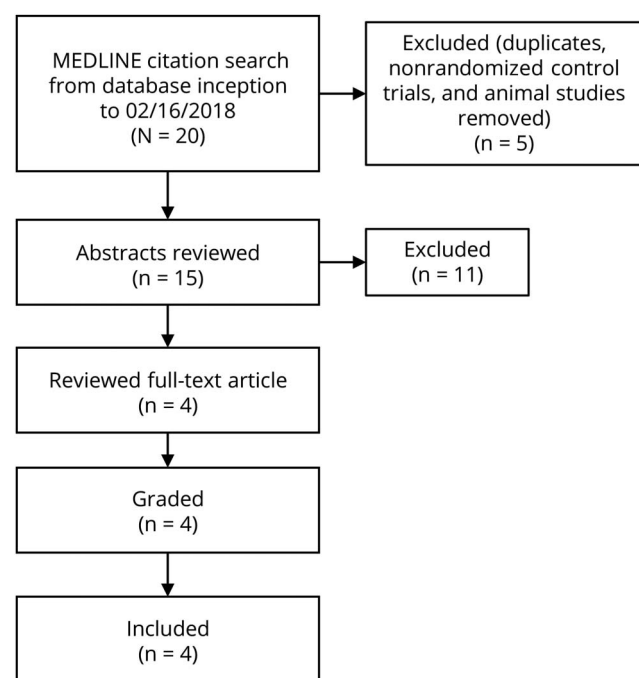 MEDLINE citation search
from database inception
to 02/16/2018
(N = 20)
Excluded (duplicates,
nonrandomized control
trials, and animal studies
removed)
(n = 5)
Abstracts reviewed
(n = 15)
Excluded
(n = 11)
Reviewed full-text article
(n = 4)
Graded
(n = 4)
Included
(n = 4)